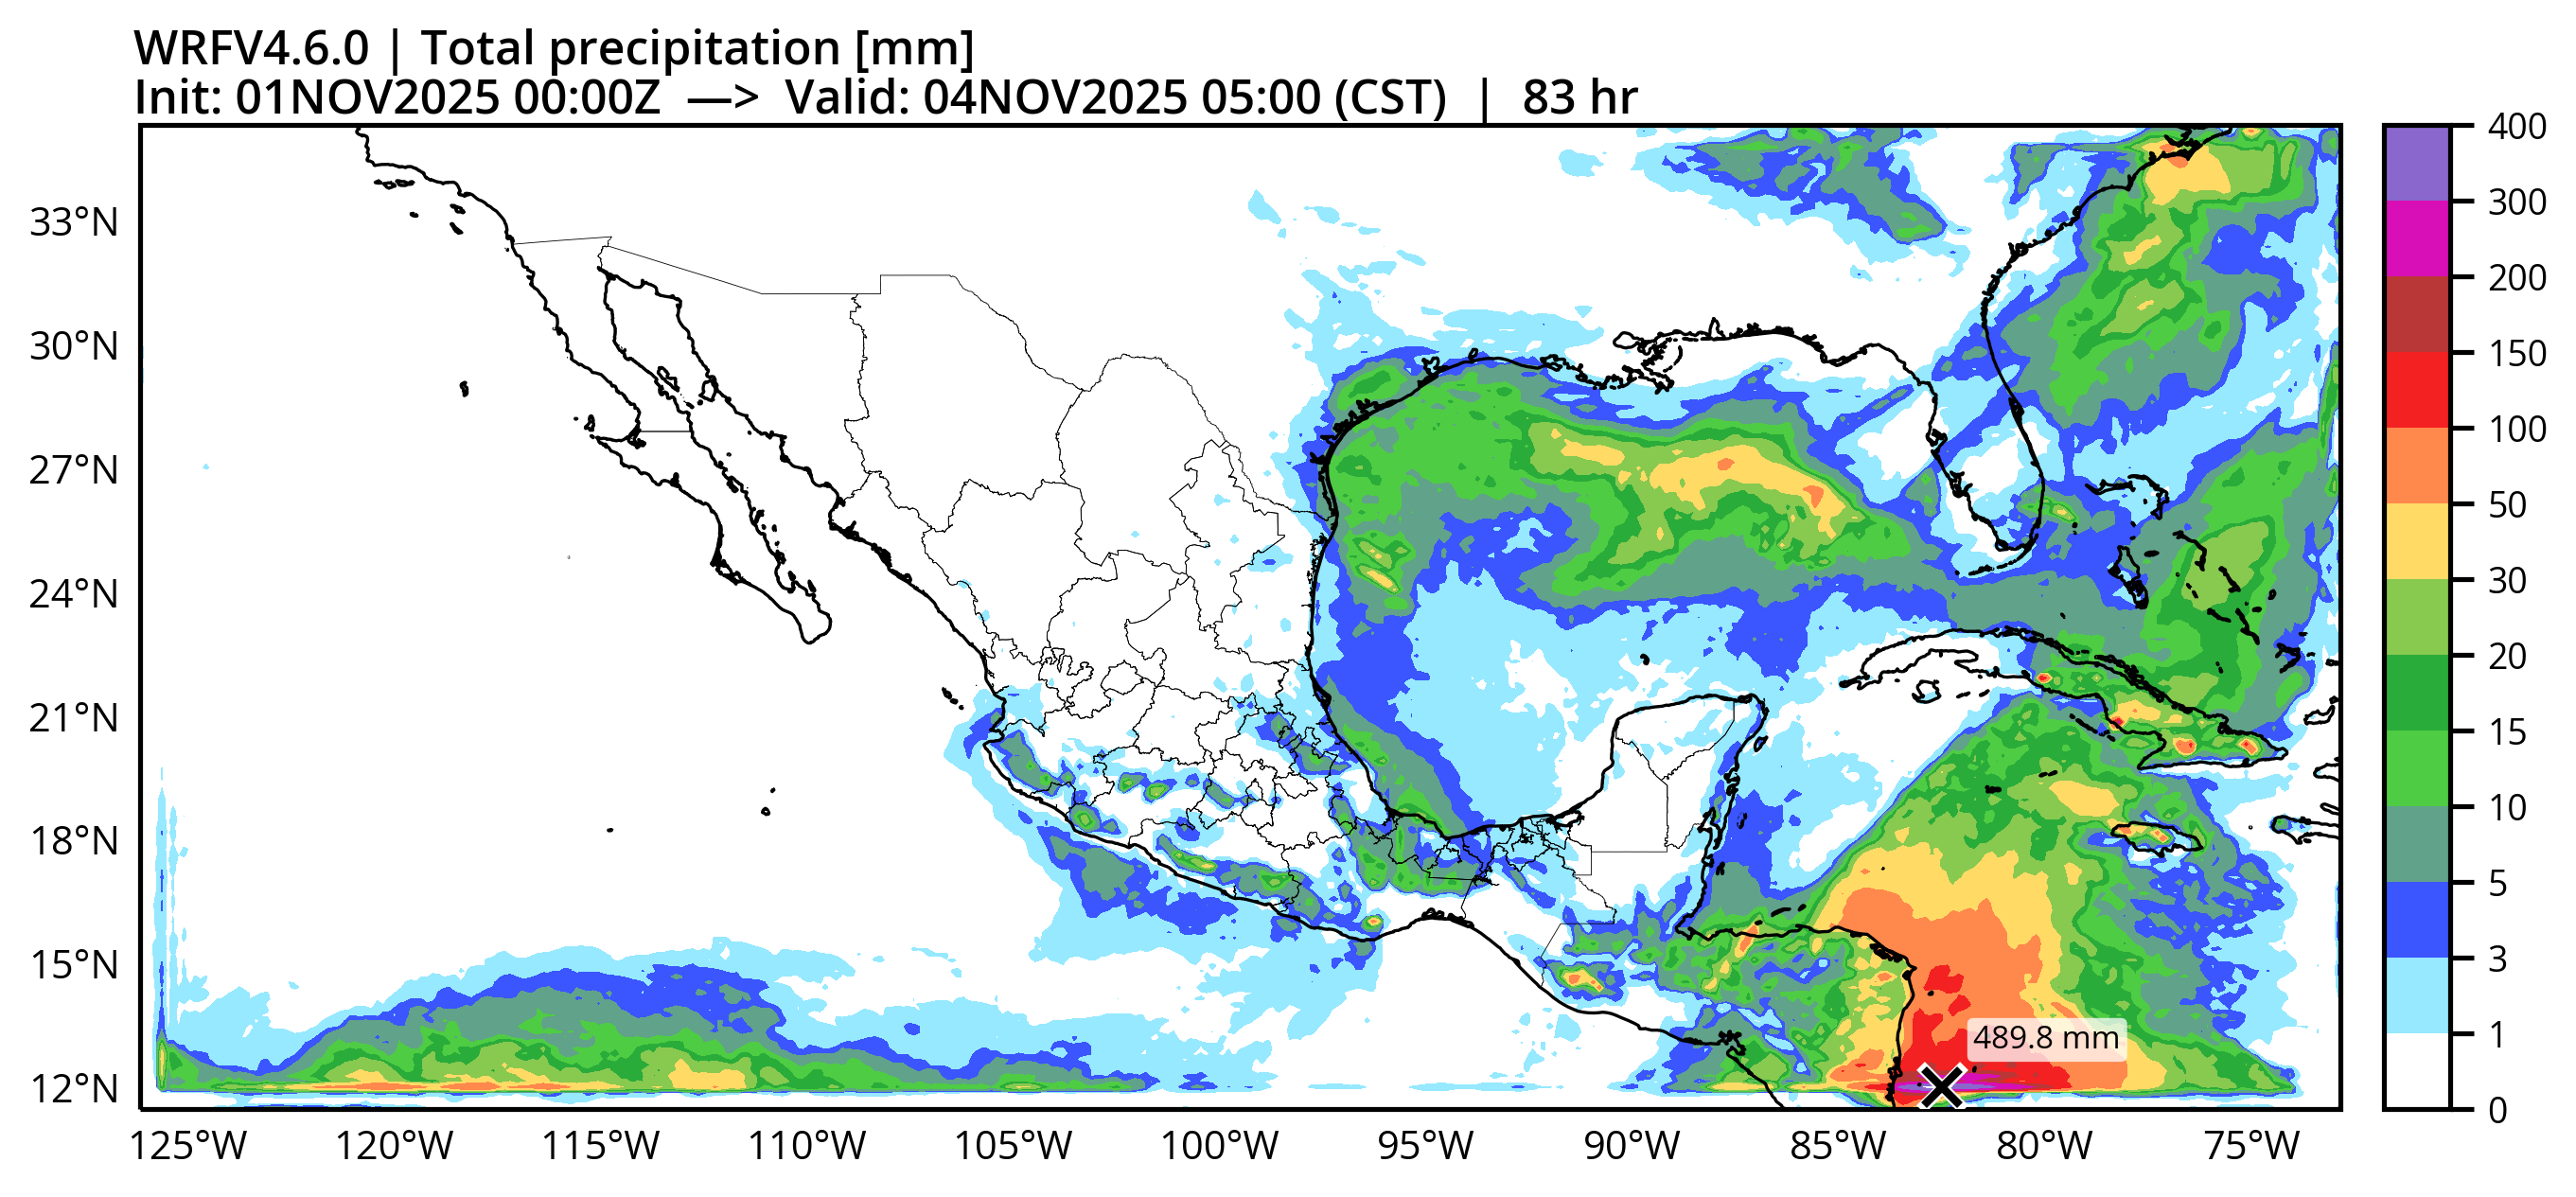 WRFV4.6.0 | Total precipitation [mm]
Init: 01NOV2025 00:00Z —> Valid: 04NOV2025 05:00 (CST) | 83 hr
33°N
30°N
27°N
24°N
21°N
18°N
15°N
12°N
125°W
120°W
115°W
110°W
105°W
100°W
95°W
90°W
85°W
80°W
75°W
489.8 mm
400
300
200
150
100
50
30
20
15
10
5
3
1
0